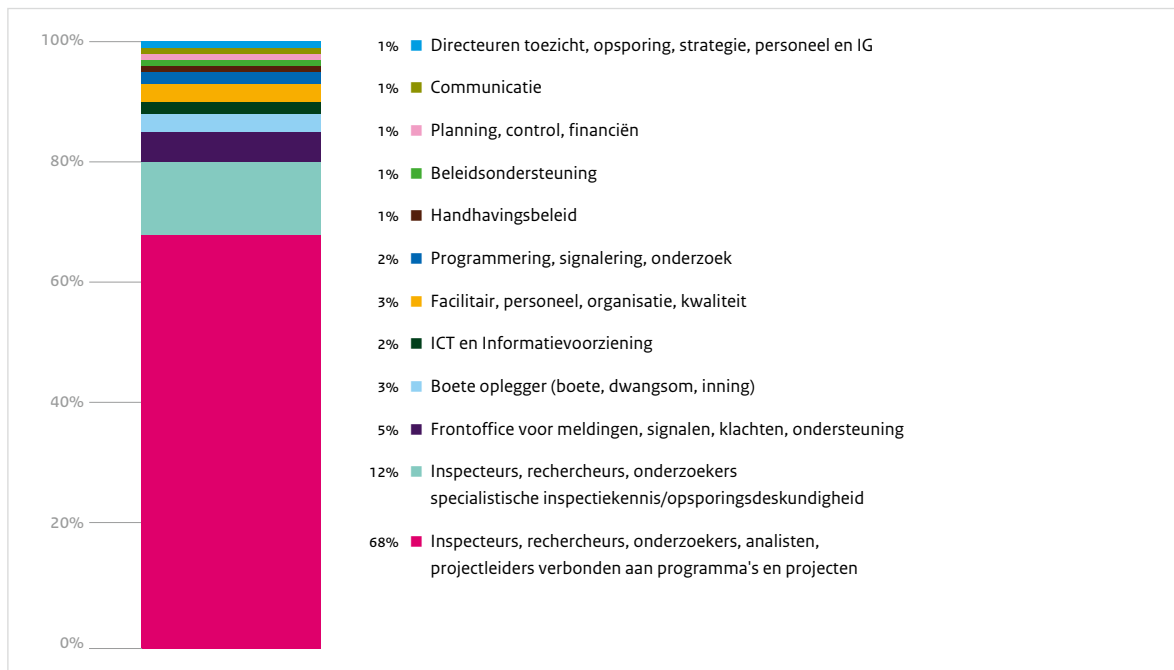 100%
80%
60%
40%
20%
0%
1% Directeuren toezicht, opsporing, strategie, personeel en IG
1% Communicatie
1% Planning, control, financiën
1% Beleidsondersteuning
1% Handhavingsbeleid
2% Programmering, signalering, onderzoek
3% Facilitair, personeel, organisatie, kwaliteit
2% ICT en Informatievoorziening
3% Boete oplegger (boete, dwangsom, inning)
5% Frontoffice voor meldingen, signalen, klachten, ondersteuning
12% Inspecteurs, rechercheurs, onderzoekers
specialistische inspectiekennis/opsporingsdeskundigheid
68% Inspecteurs, rechercheurs, onderzoekers, analisten,
projectleiders verbonden aan programma's en projecten